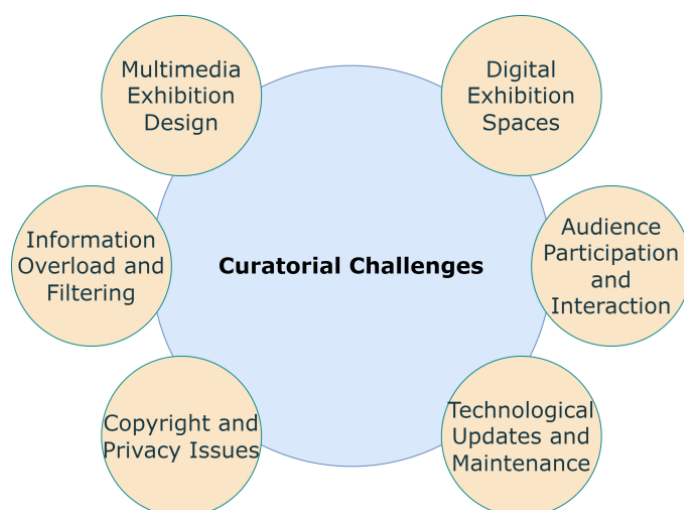 Multimedia
Exhibition
Design
Digital
Exhibition
Spaces
Information
Overload and
Filtering
Curatorial Challenges
Audience
Participation
and
Interaction
Copyright and
Privacy Issues
Technological
Updates and
Maintenance